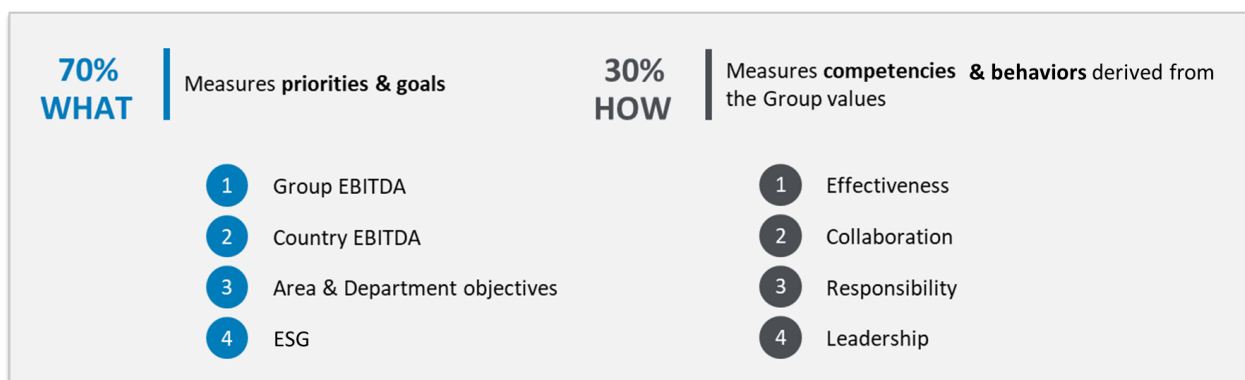 70%
WHAT
Measures priorities & goals
1 Group EBITDA
2 Country EBITDA
3 Area & Department objectives
4 ESG
30%
HOW
Measures competencies & behaviors derived from
the Group values
1 Effectiveness
2 Collaboration
3 Responsibility
4 Leadership